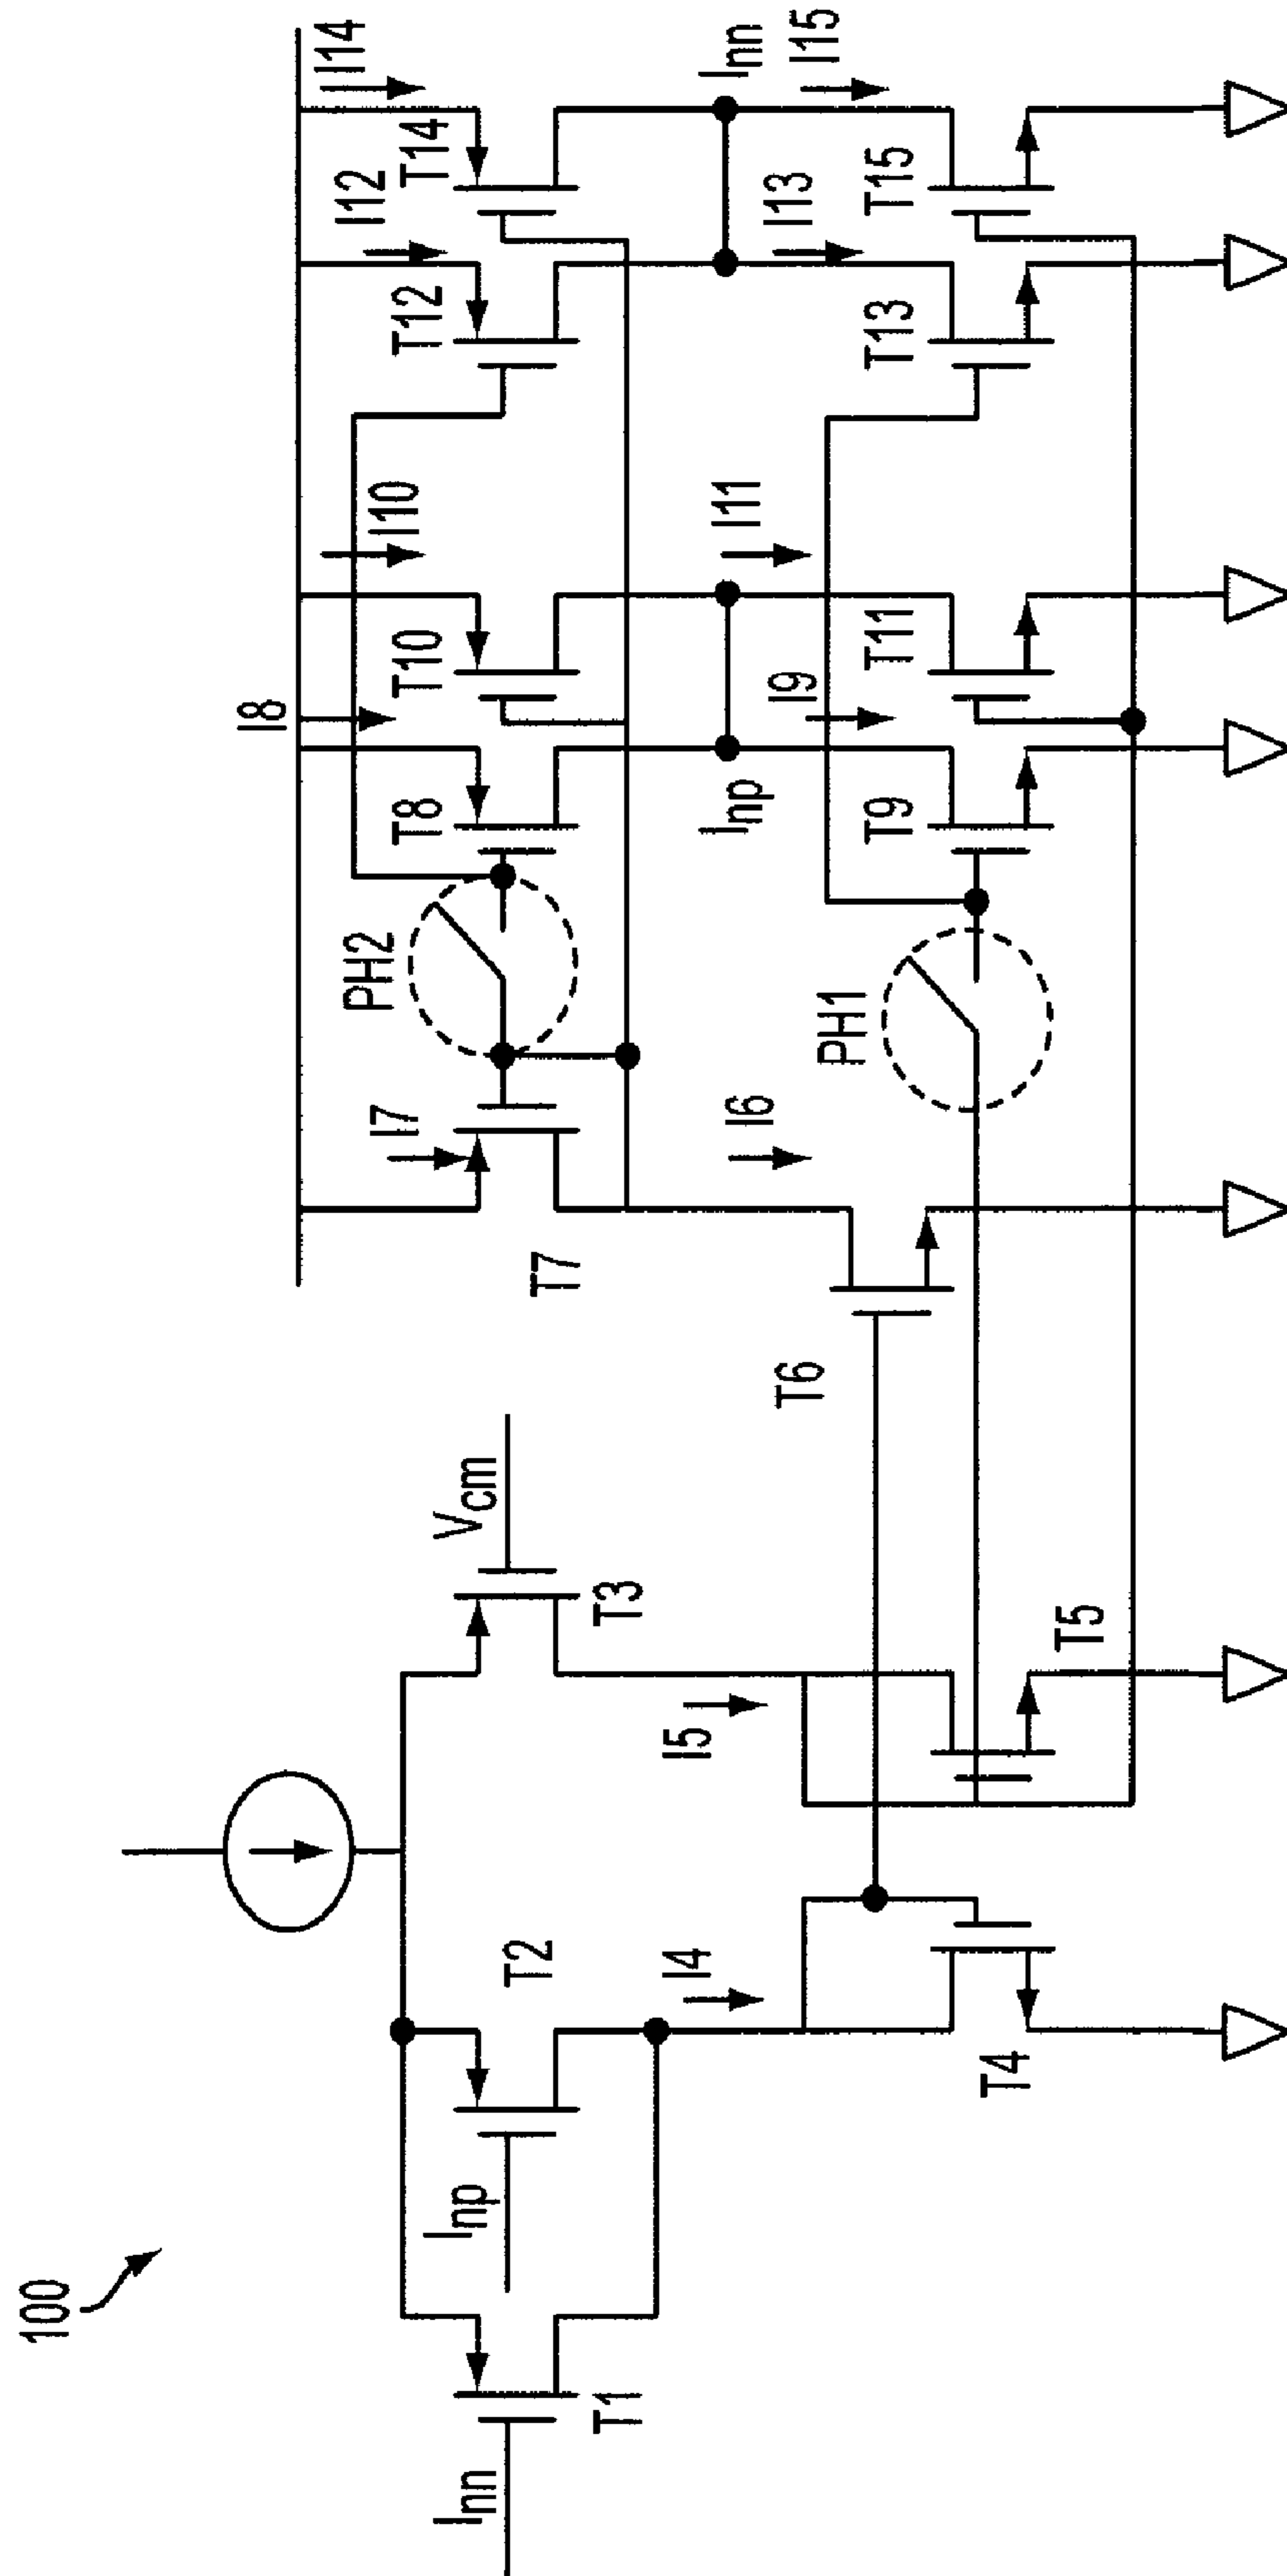 100
I14
I12
T14
I10
I8
T12
T10
T8
PH2
I7
T7
Inn
I15
I13
T15
T13
I11
I9
T11
Inp
T9
PH1
I6
T6
Vcm
T3
I5
T5
T2
I4
T4
Inp
T1
Inn